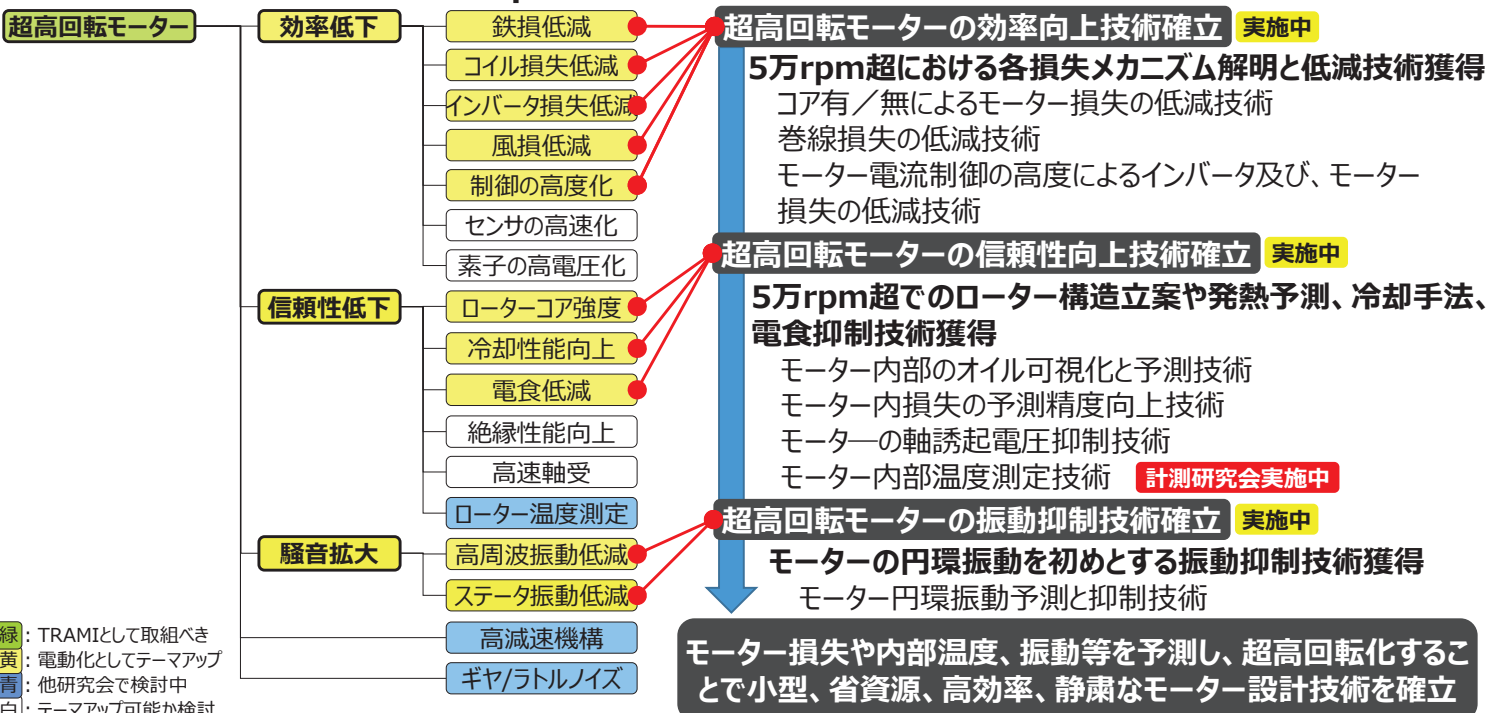 超高回転モーター
効率低下
鉄損低減
コイル損失低減
インバータ損失低減
風損低減
制御の高度化
センサの高速化
素子の高電圧化
信頼性低下
ローターコア強度
冷却性能向上
電食低減
絶縁性能向上
高速軸受
ローター温度測定
騒音拡大
高周波振動低減
ステータ振動低減
高減速機構
ギヤ/ラトルノイズ
超高回転モーターの効率向上技術確立 実施中
5万rpm超における各損失メカニズム解明と低減技術獲得
コア有/無によるモーター損失の低減技術
巻線損失の低減技術
モーター電流制御の高度によるインバータ及び、モーター
損失の低減技術
超高回転モーターの信頼性向上技術確立 実施中
5万rpm超でのローター構造立案や発熱予測、冷却手法、
電食抑制技術獲得
モーター内部のオイル可視化と予測技術
モーター内損失の予測精度向上技術
モーター―の軸誘起電圧抑制技術
モーター内部温度測定技術 計測研究会実施中
超高回転モーターの振動抑制技術確立 実施中
モーターの円環振動を初めとする振動抑制技術獲得
モーター円環振動予測と抑制技術
モーター損失や内部温度、振動等を予測し、超高回転化するこ
とで小型、省資源、高効率、静粛なモーター設計技術を確立
緑:TRAMIとして取組べき
黄:電動化としてテーマアップ
青:他研究会で検討中
白:テーマアップ可能か検討